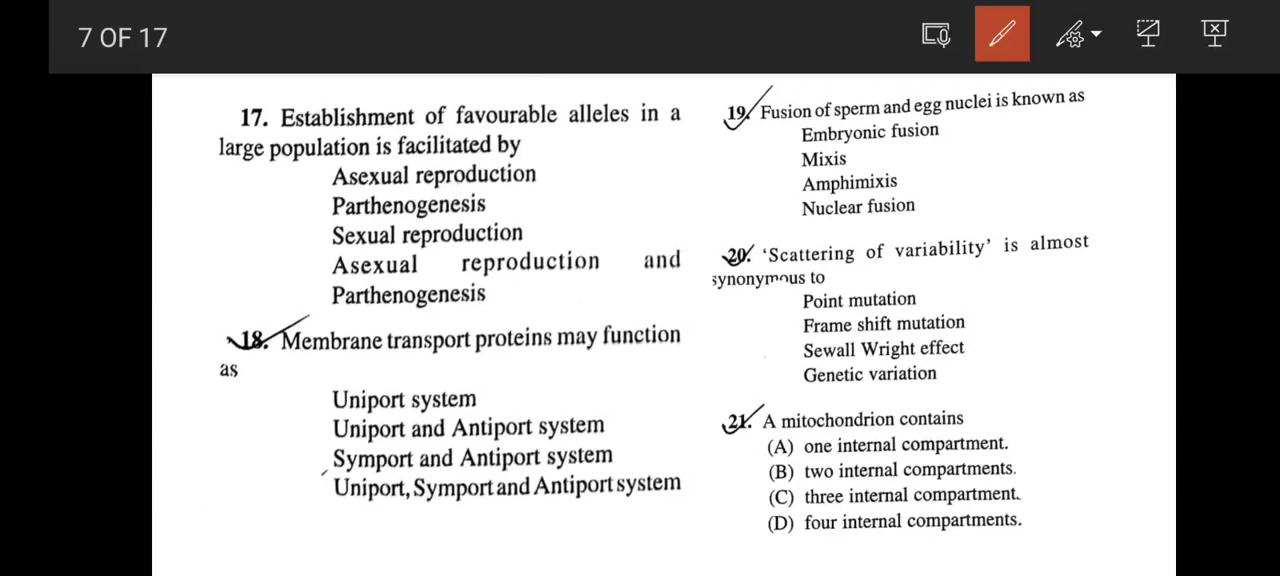 7 OF 17
17. Establishment of favourable alleles in a
large population is facilitated by
Asexual reproduction
Parthenogenesis
Sexual reproduction
Asexual reproduction and
Parthenogenesis
18. Membrane transport proteins may function
as
Uniport system
Uniport and Antiport system
Symport and Antiport system
Uniport, Symport and Antiport system
19. Fusion of sperm and egg nuclei is known as
Embryonic fusion
Mixis
Amphimixis
Nuclear fusion
20. ‘Scattering of variability’ is almost
synonymous to
Point mutation
Frame shift mutation
Sewall Wright effect
Genetic variation
21. A mitochondrion contains
(A) one internal compartment.
(B) two internal compartments.
(C) three internal compartment.
(D) four internal compartments.